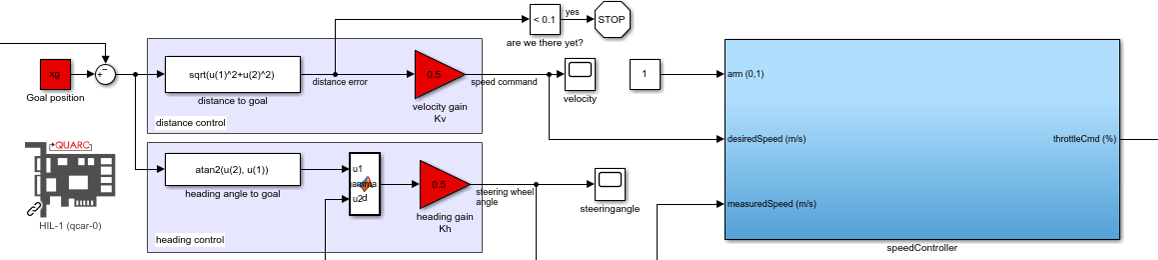 yes
< 0.1
STOP
are we there yet?
xg
Goal position
+
−
sqrt(u(1)^2+u(2)^2)
distance to goal
distance error
0.5
velocity gain
Kv
distance control
speed command
velocity
1
arm (0,1)
desiredSpeed (m/s)
measuredSpeed (m/s)
throttleCmd (%)
speedController
QUARC
HIL-1 (qcar-0)
atan2(u(2), u(1))
heading angle to goal
u1
u2
d
0.5
heading gain
Kh
heading control
steering wheel
angle
steeringangle